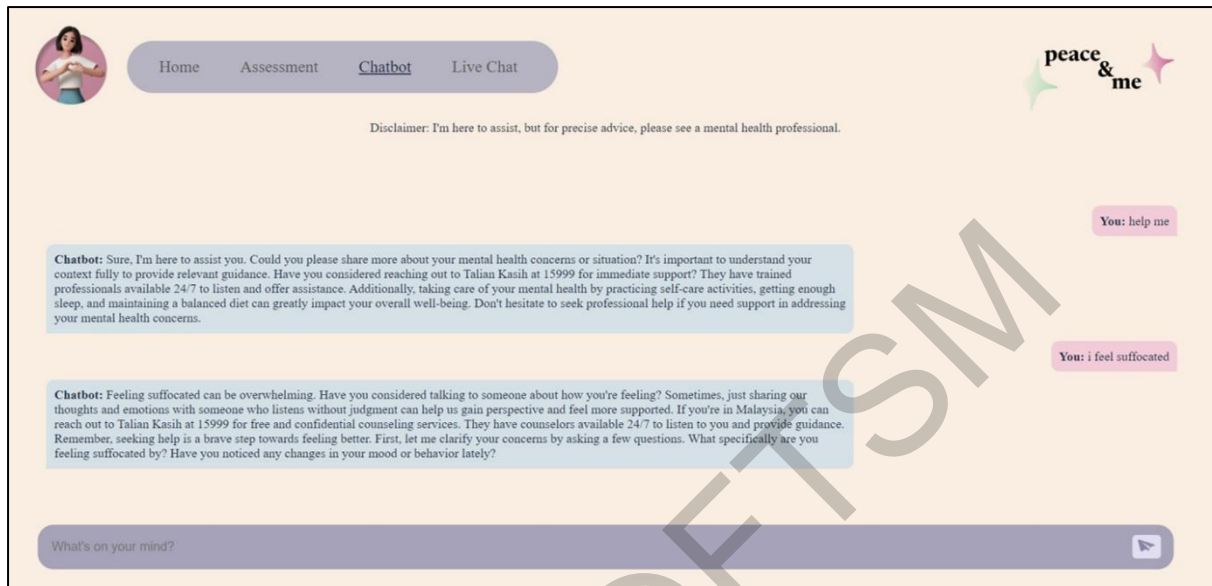 Home Assessment Chatbot Live Chat
peace
&
me
Disclaimer: I'm here to assist, but for precise advice, please see a mental health professional.
You: help me
Chatbot: Sure, I'm here to assist you. Could you please share more about your mental health concerns or situation? It's important to understand your
context fully to provide relevant guidance. Have you considered reaching out to Talian Kasih at 15999 for immediate support? They have trained
professionals available 24/7 to listen and offer assistance. Additionally, taking care of your mental health by practicing self-care activities, getting enough
sleep, and maintaining a balanced diet can greatly impact your overall well-being. Don't hesitate to seek professional help if you need support in addressing
your mental health concerns.
You: i feel suffocated
Chatbot: Feeling suffocated can be overwhelming. Have you considered talking to someone about how you're feeling? Sometimes, just sharing our
thoughts and emotions with someone who listens without judgment can help us gain perspective and feel more supported. If you're in Malaysia, you can
reach out to Talian Kasih at 15999 for free and confidential counseling services. They have counselors available 24/7 to listen to you and provide guidance.
Remember, seeking help is a brave step towards feeling better. First, let me clarify your concerns by asking a few questions. What specifically are you
feeling suffocated by? Have you noticed any changes in your mood or behavior lately?
What's on your mind?
FTSM